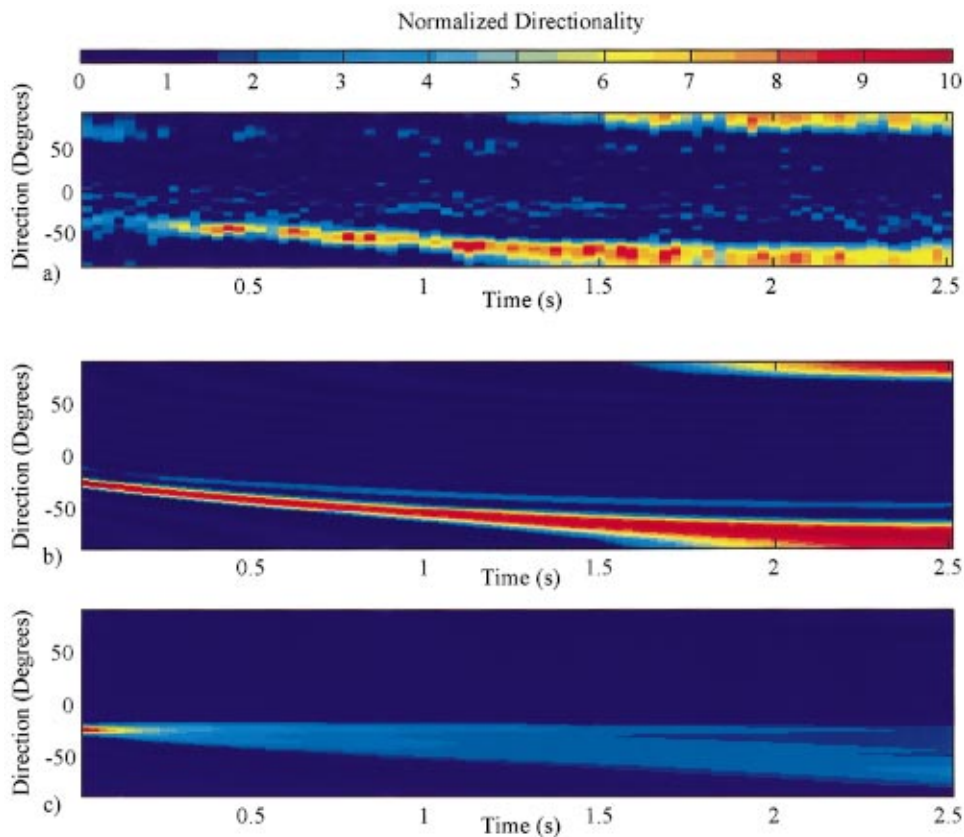 Normalized Directionality
0 1 2 3 4 5 6 7 8 9 10
Direction (Degrees)
50
0
-50
a)
0.5 1 1.5 2 2.5
Time (s)
Direction (Degrees)
50
0
-50
b)
0.5 1 1.5 2 2.5
Time (s)
Direction (Degrees)
50
0
-50
c)
0.5 1 1.5 2 2.5
Time (s)